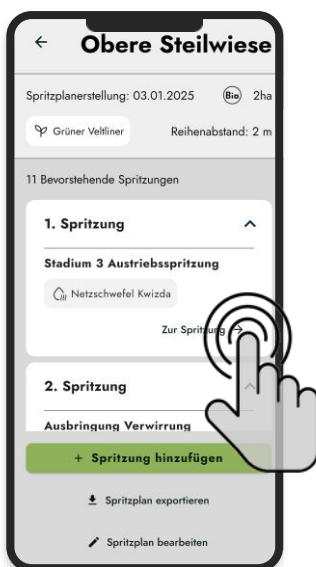 Obere Steilwiese
Spritzplanerstellung: 03.01.2025 Bio 2ha
Grüner Veltliner Reihenabstand: 2 m
11 Bevorstehende Spritzungen
1. Spritzung
Stadium 3 Austriebsspritzung
Netzschwefel Kwizda
Zur Spritzung
2. Spritzung
Ausbringung Verwirrung
+ Spritzung hinzufügen
Spritzplan exportieren
Spritzplan bearbeiten